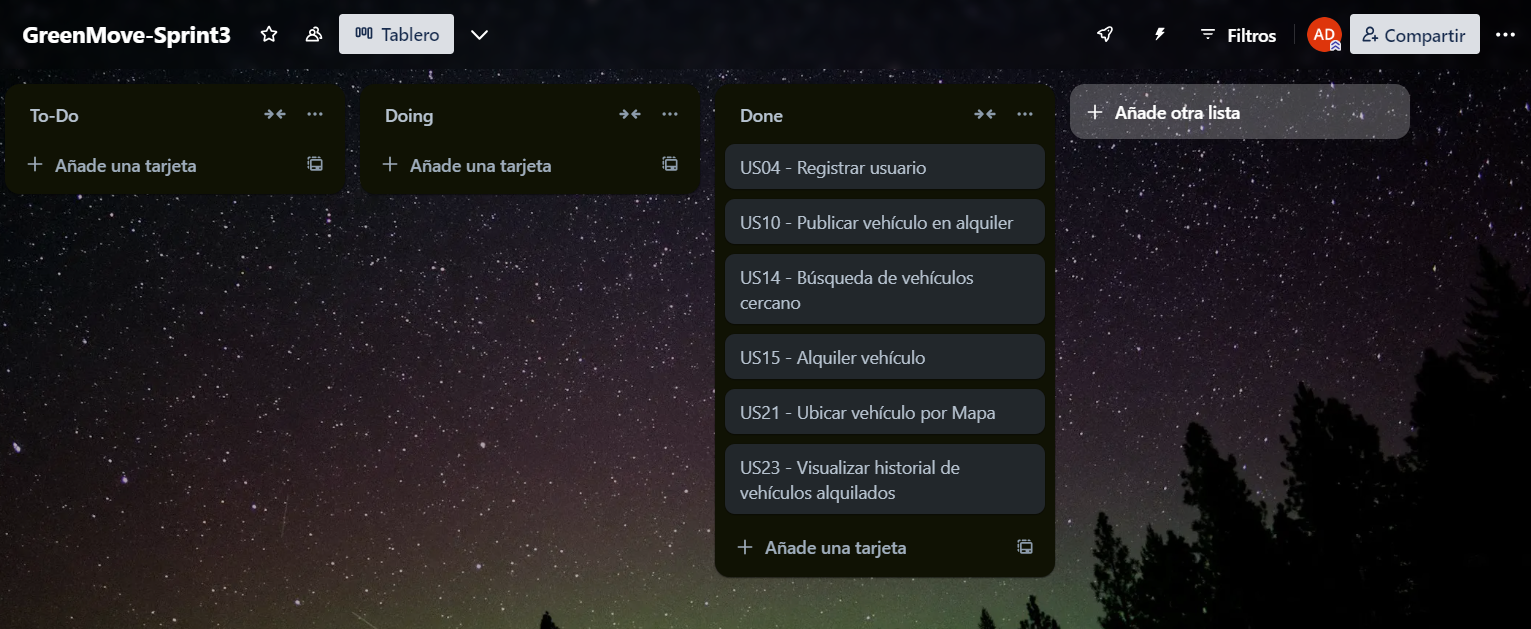 GreenMove-Sprint3
Tablero
Filtros
AD
Compartir
To-Do
Añade una tarjeta
Doing
Añade una tarjeta
Done
US04 - Registrar usuario
US10 - Publicar vehículo en alquiler
US14 - Búsqueda de vehículos
cercano
US15 - Alquiler vehículo
US21 - Ubicar vehículo por Mapa
US23 - Visualizar historial de
vehículos alquilados
Añade una tarjeta
Añade otra lista